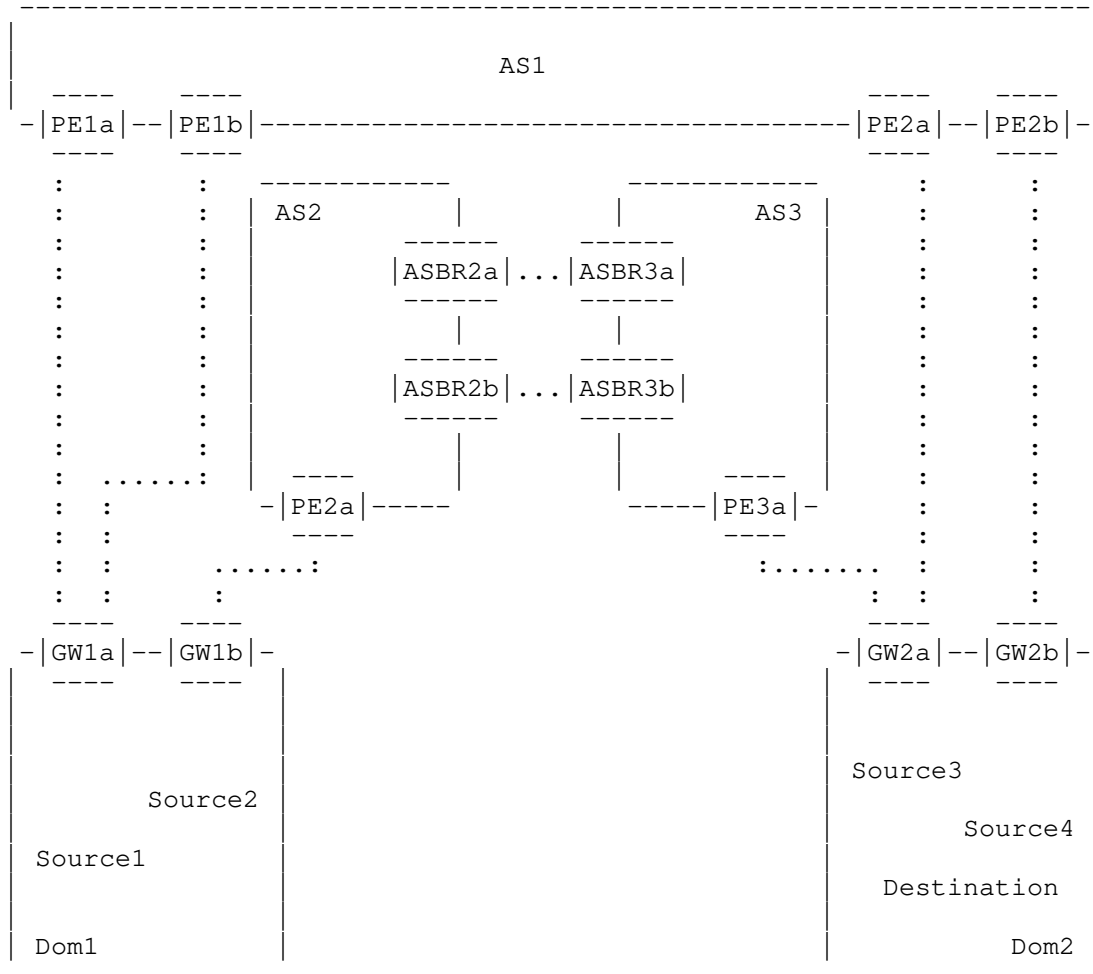 AS1
|PE1a|--|PE1b| |PE2a|--|PE2b|
AS2 AS3
|ASBR2a|...|ASBR3a|
|ASBR2b|...|ASBR3b|
|PE2a| |PE3a|
|GW1a|--|GW1b| |GW2a|--|GW2b|
Source3
Source2
Source4
Source1
Destination
Dom1 Dom2